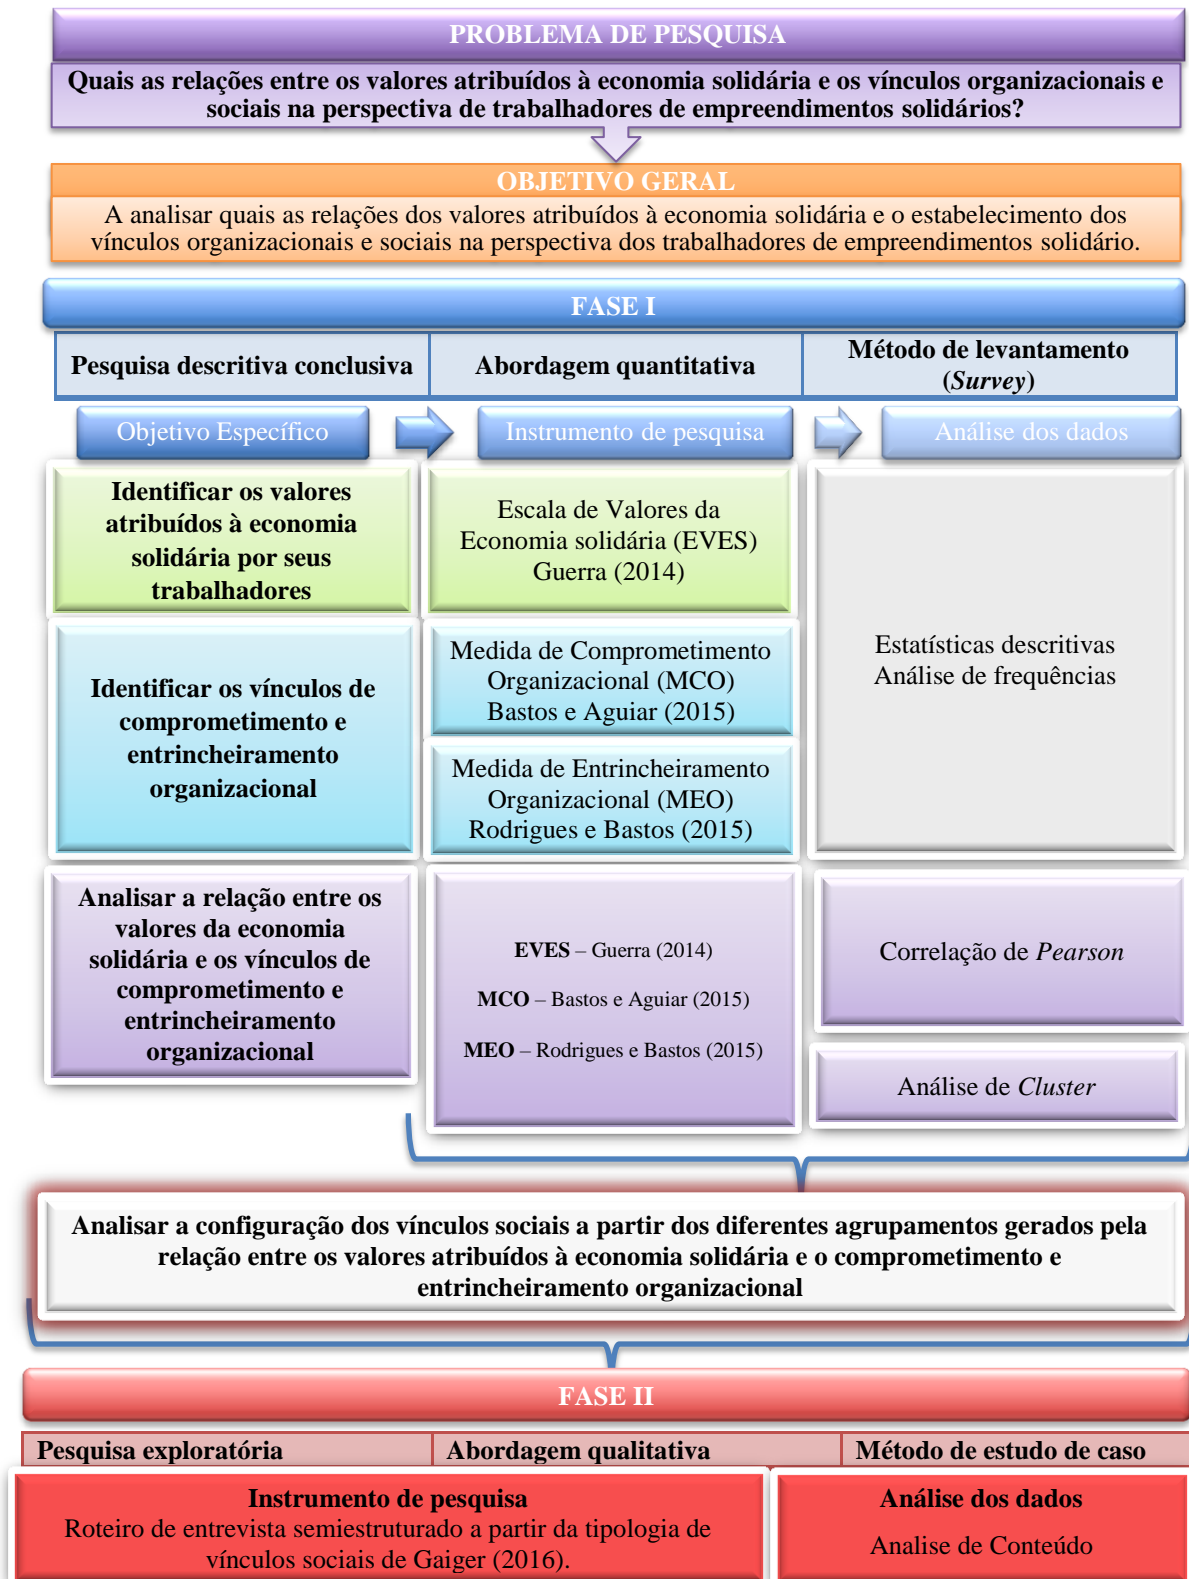 PROBLEMA DE PESQUISA
Quais as relações entre os valores atribuídos à economia solidária e os vínculos organizacionais e
sociais na perspectiva de trabalhadores de empreendimentos solidários?
OBJETIVO GERAL
A analisar quais as relações dos valores atribuídos à economia solidária e o estabelecimento dos
vínculos organizacionais e sociais na perspectiva dos trabalhadores de empreendimentos solidário.
FASE I
Pesquisa descritiva conclusiva
Abordagem quantitativa
Método de levantamento
(Survey)
Objetivo Específico
Instrumento de pesquisa
Análise dos dados
Identificar os valores
atribuídos à economia
solidária por seus
trabalhadores
Escala de Valores da
Economia solidária (EVES)
Guerra (2014)
Estatísticas descritivas
Análise de frequências
Identificar os vínculos de
comprometimento e
entrincheiramento
organizacional
Medida de Comprometimento
Organizacional (MCO)
Bastos e Aguiar (2015)
Medida de Entrincheiramento
Organizacional (MEO)
Rodrigues e Bastos (2015)
Analisar a relação entre os
valores da economia
solidária e os vínculos de
comprometimento e
entrincheiramento
organizacional
EVES – Guerra (2014)
MCO – Bastos e Aguiar (2015)
MEO – Rodrigues e Bastos (2015)
Correlação de Pearson
Análise de Cluster
Analisar a configuração dos vínculos sociais a partir dos diferentes agrupamentos gerados pela
relação entre os valores atribuídos à economia solidária e o comprometimento e
entrincheiramento organizacional
FASE II
Pesquisa exploratória
Abordagem qualitativa
Método de estudo de caso
Instrumento de pesquisa
Roteiro de entrevista semiestruturado a partir da tipologia de
vínculos sociais de Gaiger (2016).
Análise dos dados
Analise de Conteúdo